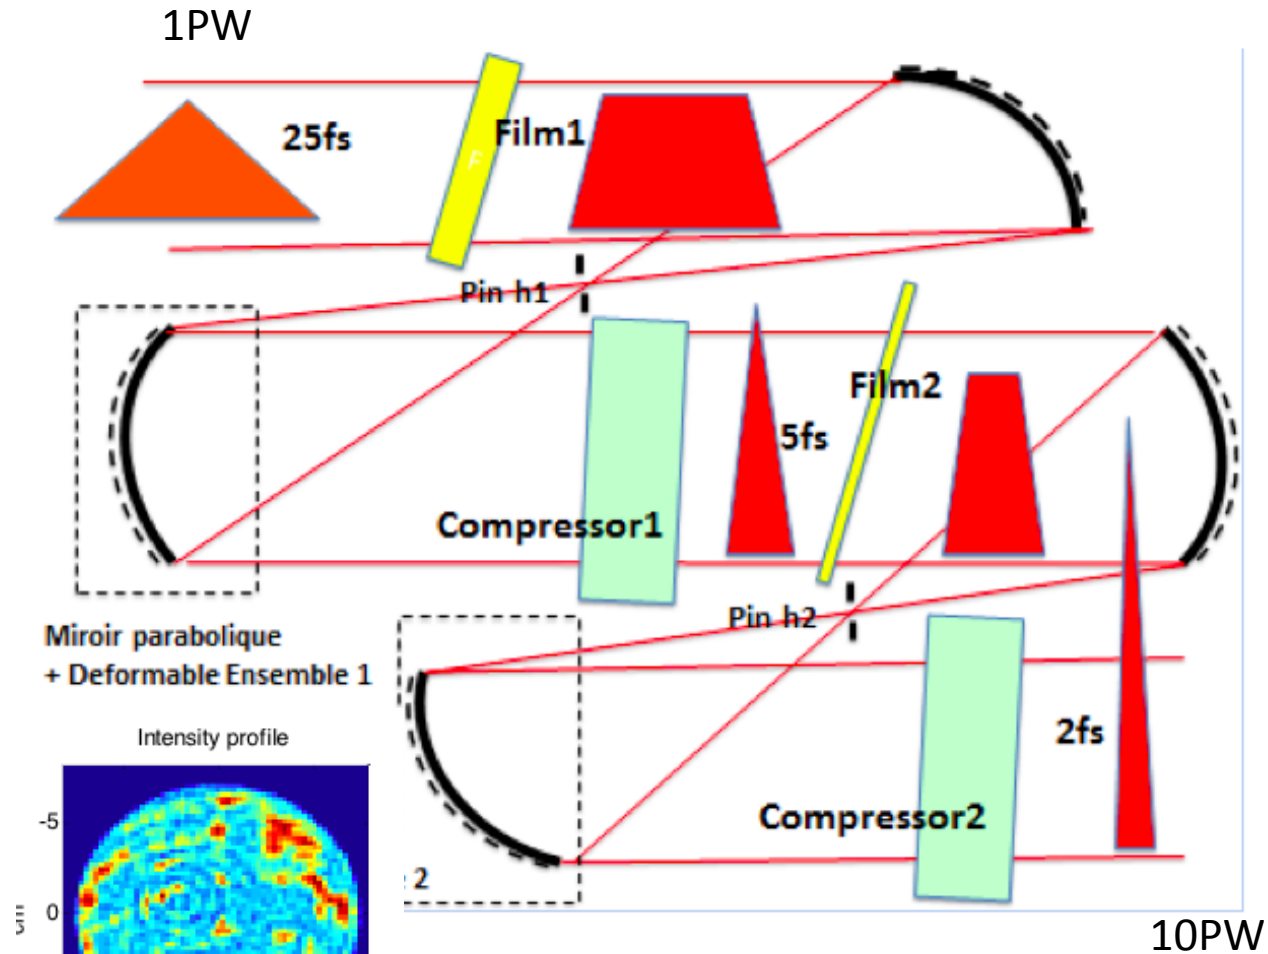 1PW
25fs
Film1
Pin h1
Film2
5fs
Compressor1
Pin h2
Miroir parabolique
+ Deformable Ensemble 1
2fs
Intensity profile
-5
Compressor2
2
0
10PW